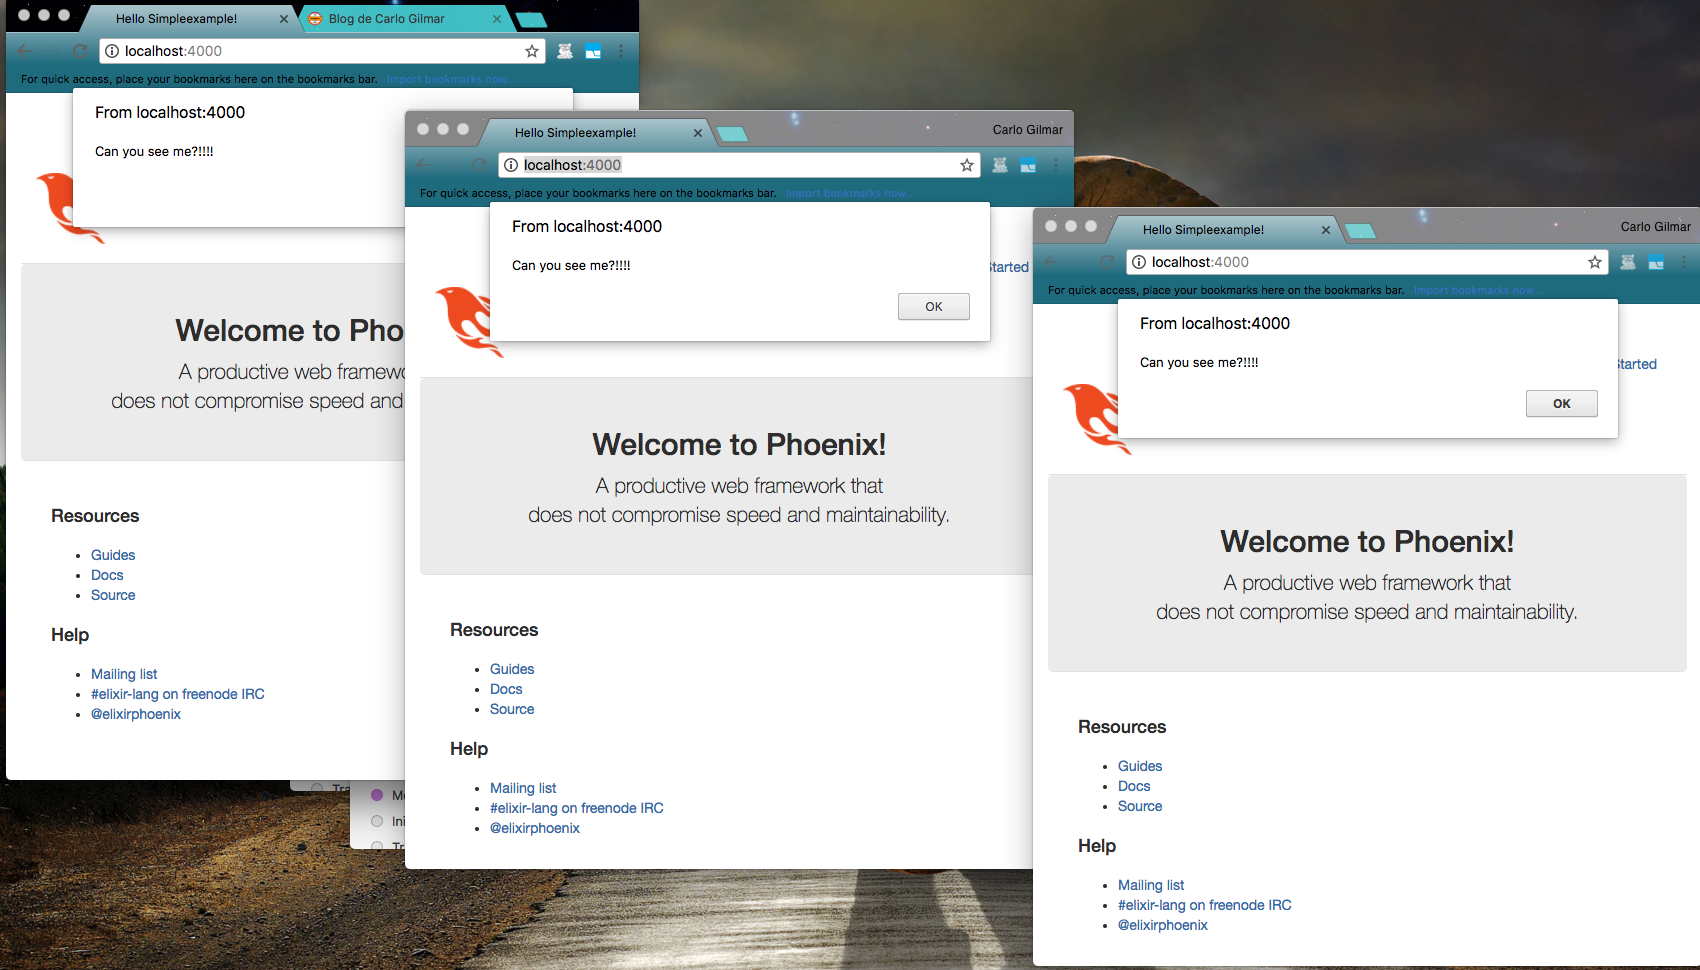 Hello Simpleexample!
Blog de Carlo Gilmar
localhost:4000
For quick access, place your bookmarks here on the bookmarks bar. Import bookmarks now...
From localhost:4000
Can you see me?!!!!
Welcome to Pho
A productive web framewo
does not compromise speed and
Resources
Guides
Docs
Source
Help
Mailing list
#elixir-lang on freenode IRC
@elixirphoenix
Hello Simpleexample!
Carlo Gilmar
localhost:4000
For quick access, place your bookmarks here on the bookmarks bar. Import bookmarks now...
From localhost:4000
Can you see me?!!!!
OK
Started
Welcome to Phoenix!
A productive web framework that
does not compromise speed and maintainability.
Resources
Guides
Docs
Source
Help
Mailing list
#elixir-lang on freenode IRC
@elixirphoenix
Hello Simpleexample!
Carlo Gilmar
localhost:4000
For quick access, place your bookmarks here on the bookmarks bar. Import bookmarks now...
From localhost:4000
Can you see me?!!!!
OK
Started
Welcome to Phoenix!
A productive web framework that
does not compromise speed and maintainability.
Resources
Guides
Docs
Source
Help
Mailing list
#elixir-lang on freenode IRC
@elixirphoenix